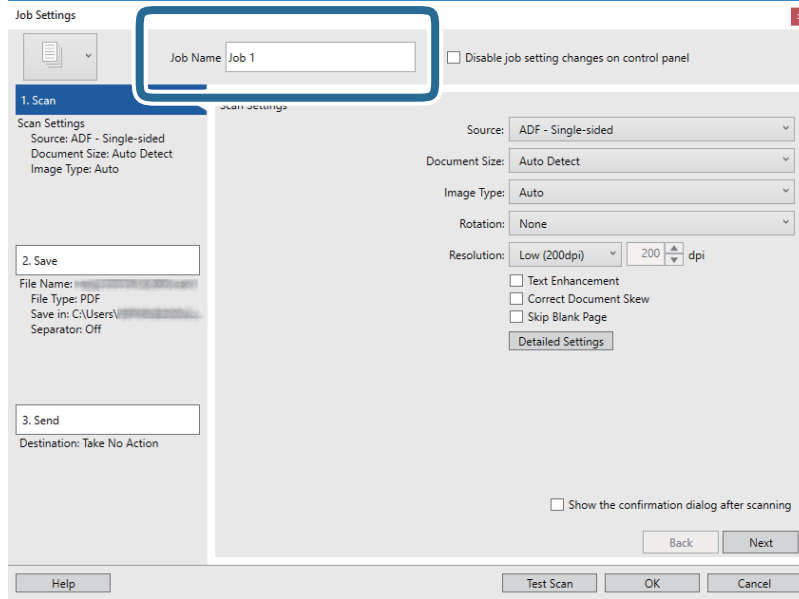 Job Settings
Job Name Job 1
Disable job setting changes on control panel
1. Scan
Scan Settings
Source: ADF - Single-sided
Document Size: Auto Detect
Image Type: Auto
2. Save
File Name:
File Type: PDF
Save in: C:\Users\
Separator: Off
3. Send
Destination: Take No Action
Scan Settings
Source: ADF - Single-sided
Document Size: Auto Detect
Image Type: Auto
Rotation: None
Resolution: Low (200dpi) 200 dpi
Text Enhancement
Correct Document Skew
Skip Blank Page
Detailed Settings
Show the confirmation dialog after scanning
Back Next
Help Test Scan OK Cancel